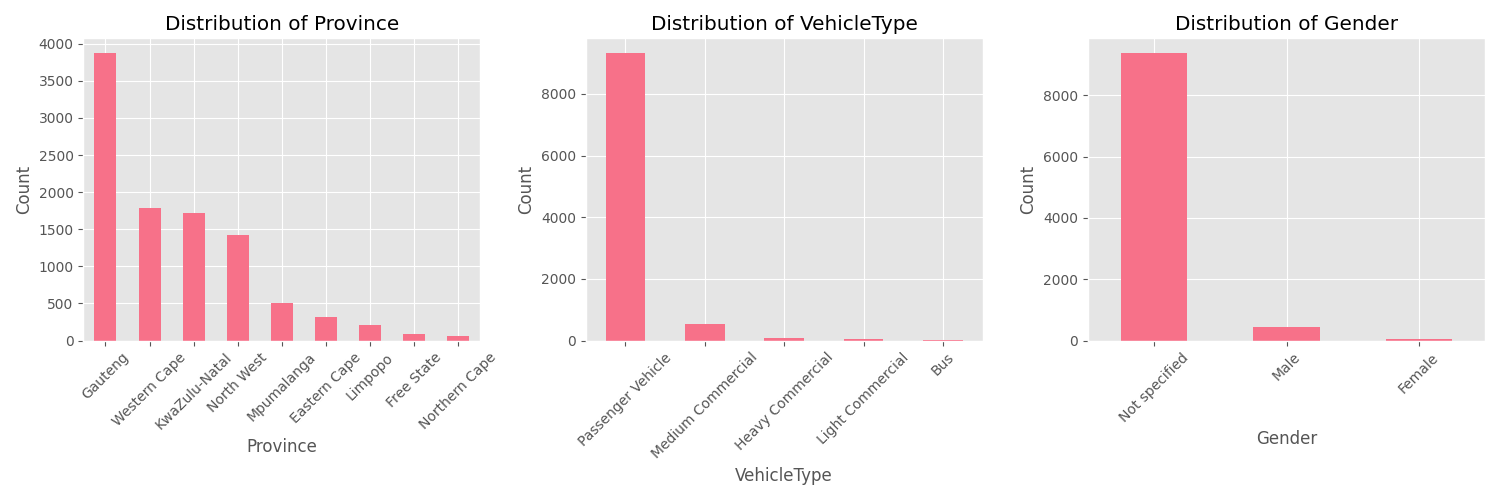 Distribution of Province
4000
3500
3000
2500
2000
1500
1000
500
0
Count
Gauteng
Western Cape
KwaZulu-Natal
North West
Mpumalanga
Eastern Cape
Limpopo
Free State
Northern Cape
Province
Distribution of VehicleType
8000
6000
4000
2000
0
Count
Passenger Vehicle
Medium Commercial
Heavy Commercial
Light Commercial
Bus
VehicleType
Distribution of Gender
8000
6000
4000
2000
0
Count
Not specified
Male
Female
Gender